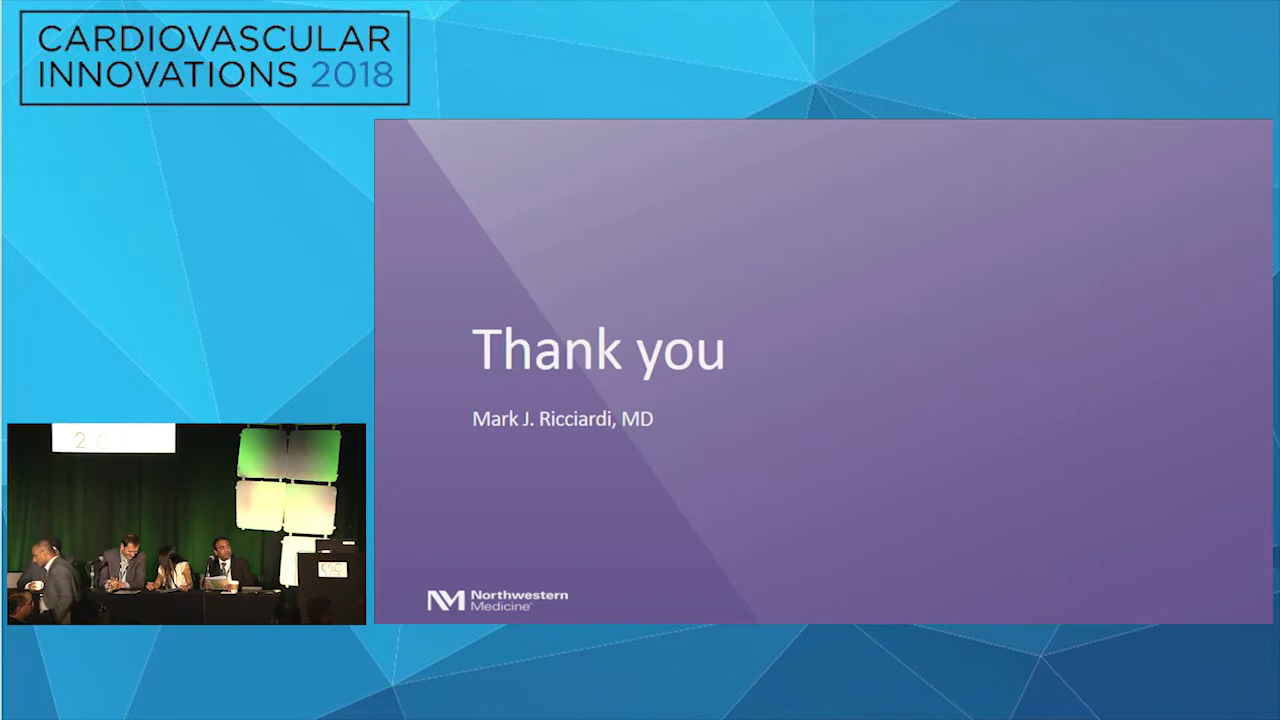 CARDIOVASCULAR
INNOVATIONS 2018
Thank you
Mark J. Ricciardi, MD
Northwestern
Medicine